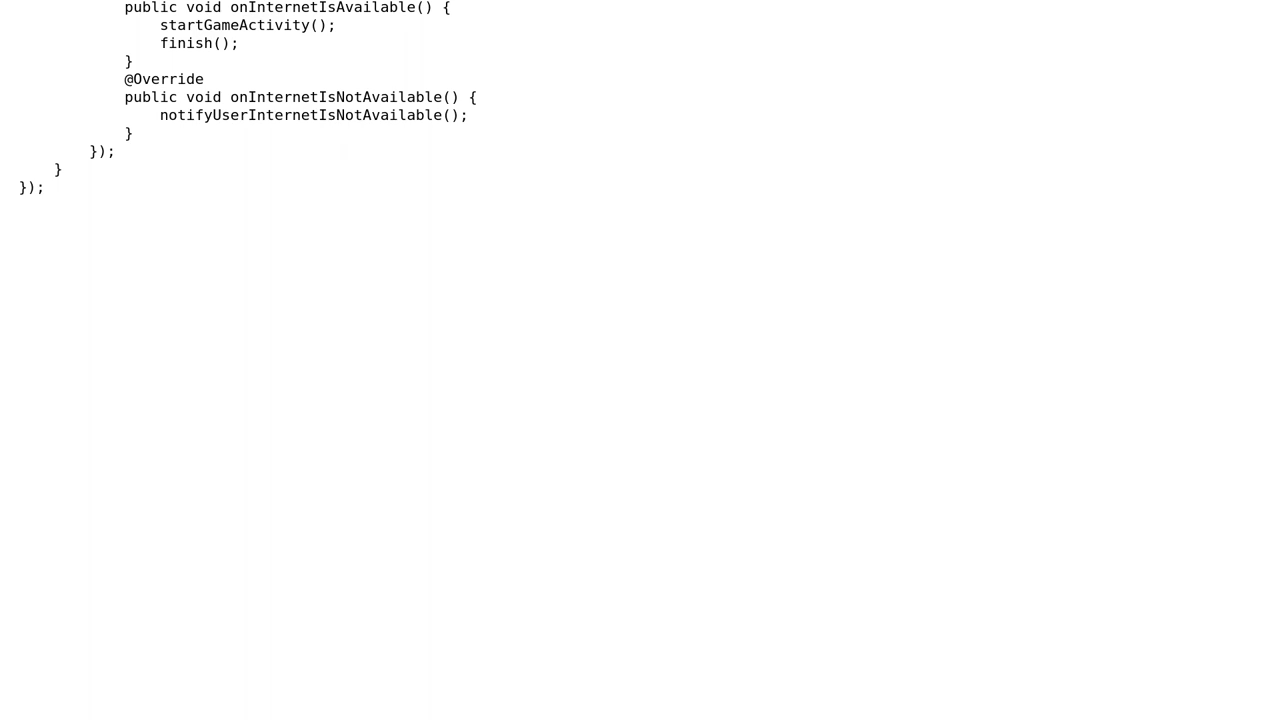 public void onInternetIsAvailable() {
                startGameActivity();
                finish();
            }
            @Override
            public void onInternetIsNotAvailable() {
                notifyUserInternetIsNotAvailable();
            }
        });
    }
});